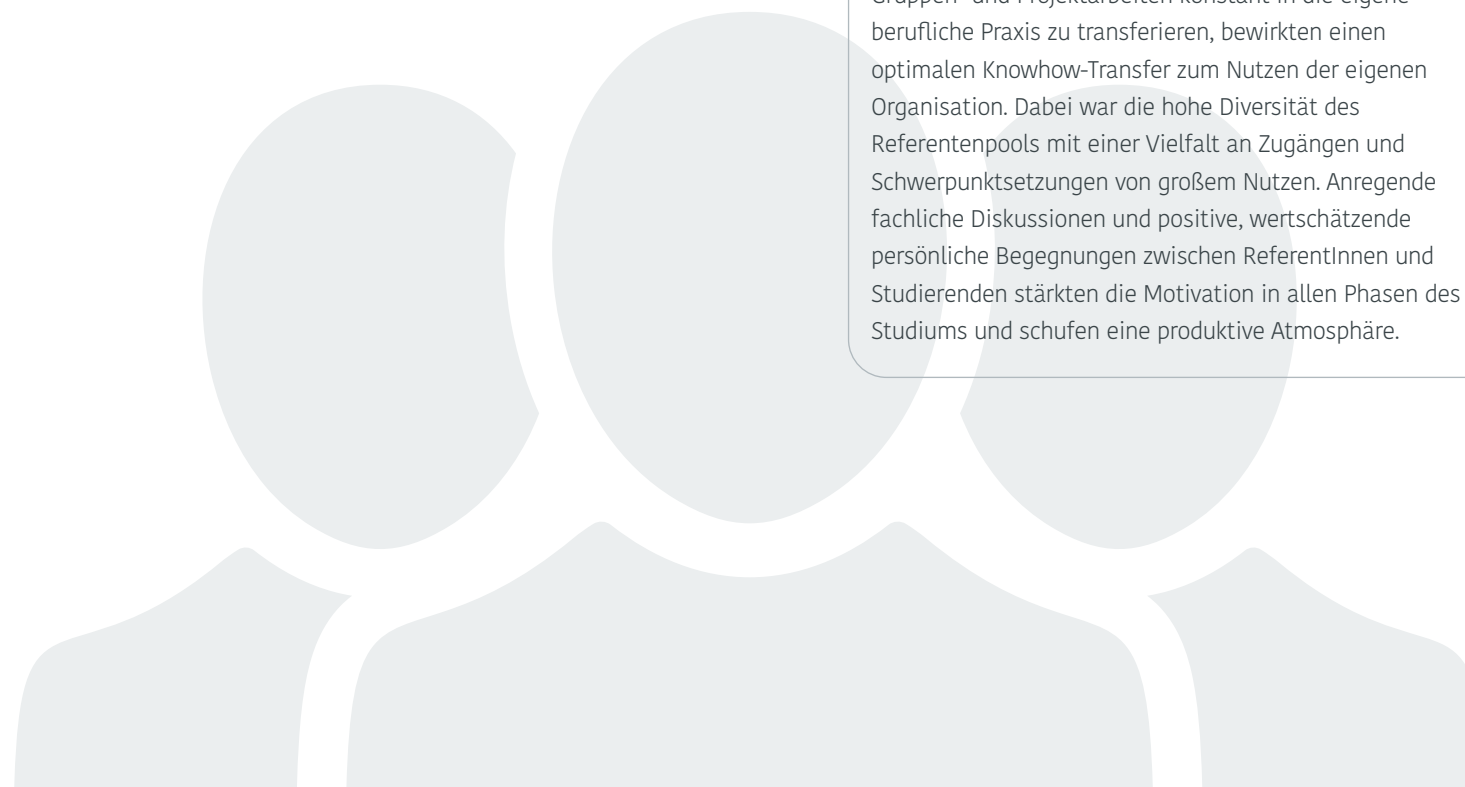 Gruppen- und Projektarbeiten konstant in die eigene
berufliche Praxis zu transferieren, bewirkten einen
optimalen Knowhow-Transfer zum Nutzen der eigenen
Organisation. Dabei war die hohe Diversität des
Referentenpools mit einer Vielfalt an Zugängen und
Schwerpunktsetzungen von großem Nutzen. Anregende
fachliche Diskussionen und positive, wertschätzende
persönliche Begegnungen zwischen ReferentInnen und
Studierenden stärkten die Motivation in allen Phasen des
Studiums und schufen eine produktive Atmosphäre.